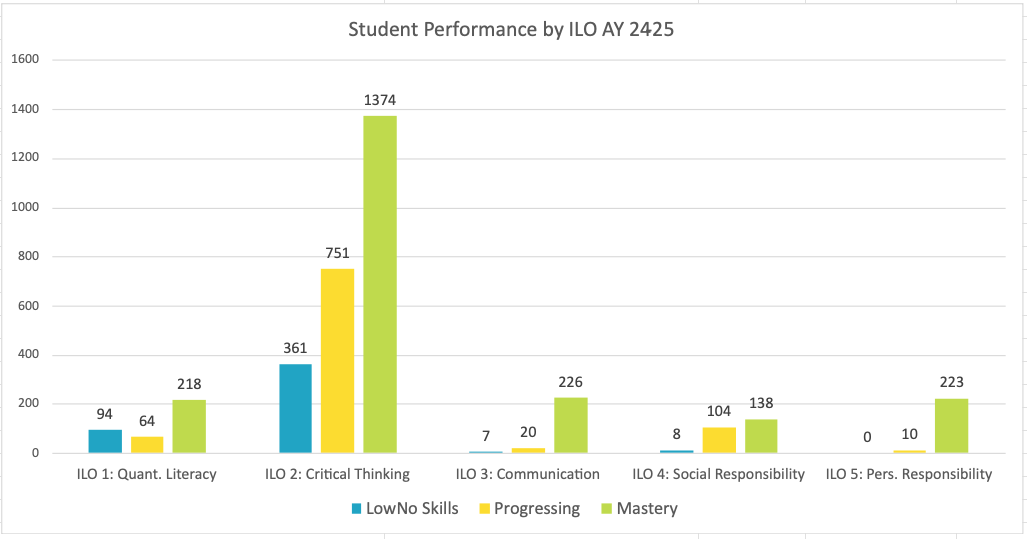 Student Performance by ILO AY 2425
1600
1400
1200
1000
800
600
400
200
0
94
64
218
361
751
1374
7
20
226
8
104
138
0
10
223
ILO 1: Quant. Literacy
ILO 2: Critical Thinking
ILO 3: Communication
ILO 4: Social Responsibility
ILO 5: Pers. Responsibility
LowNo Skills
Progressing
Mastery